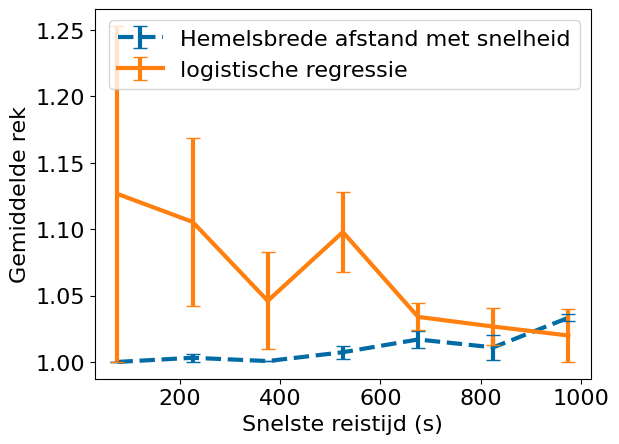 Hemelsbrede afstand met snelheid
logistische regressie
1.25
1.20
1.15
1.10
1.05
1.00
Gemiddelde rek
200
400
600
800
1000
Snelste reistijd (s)